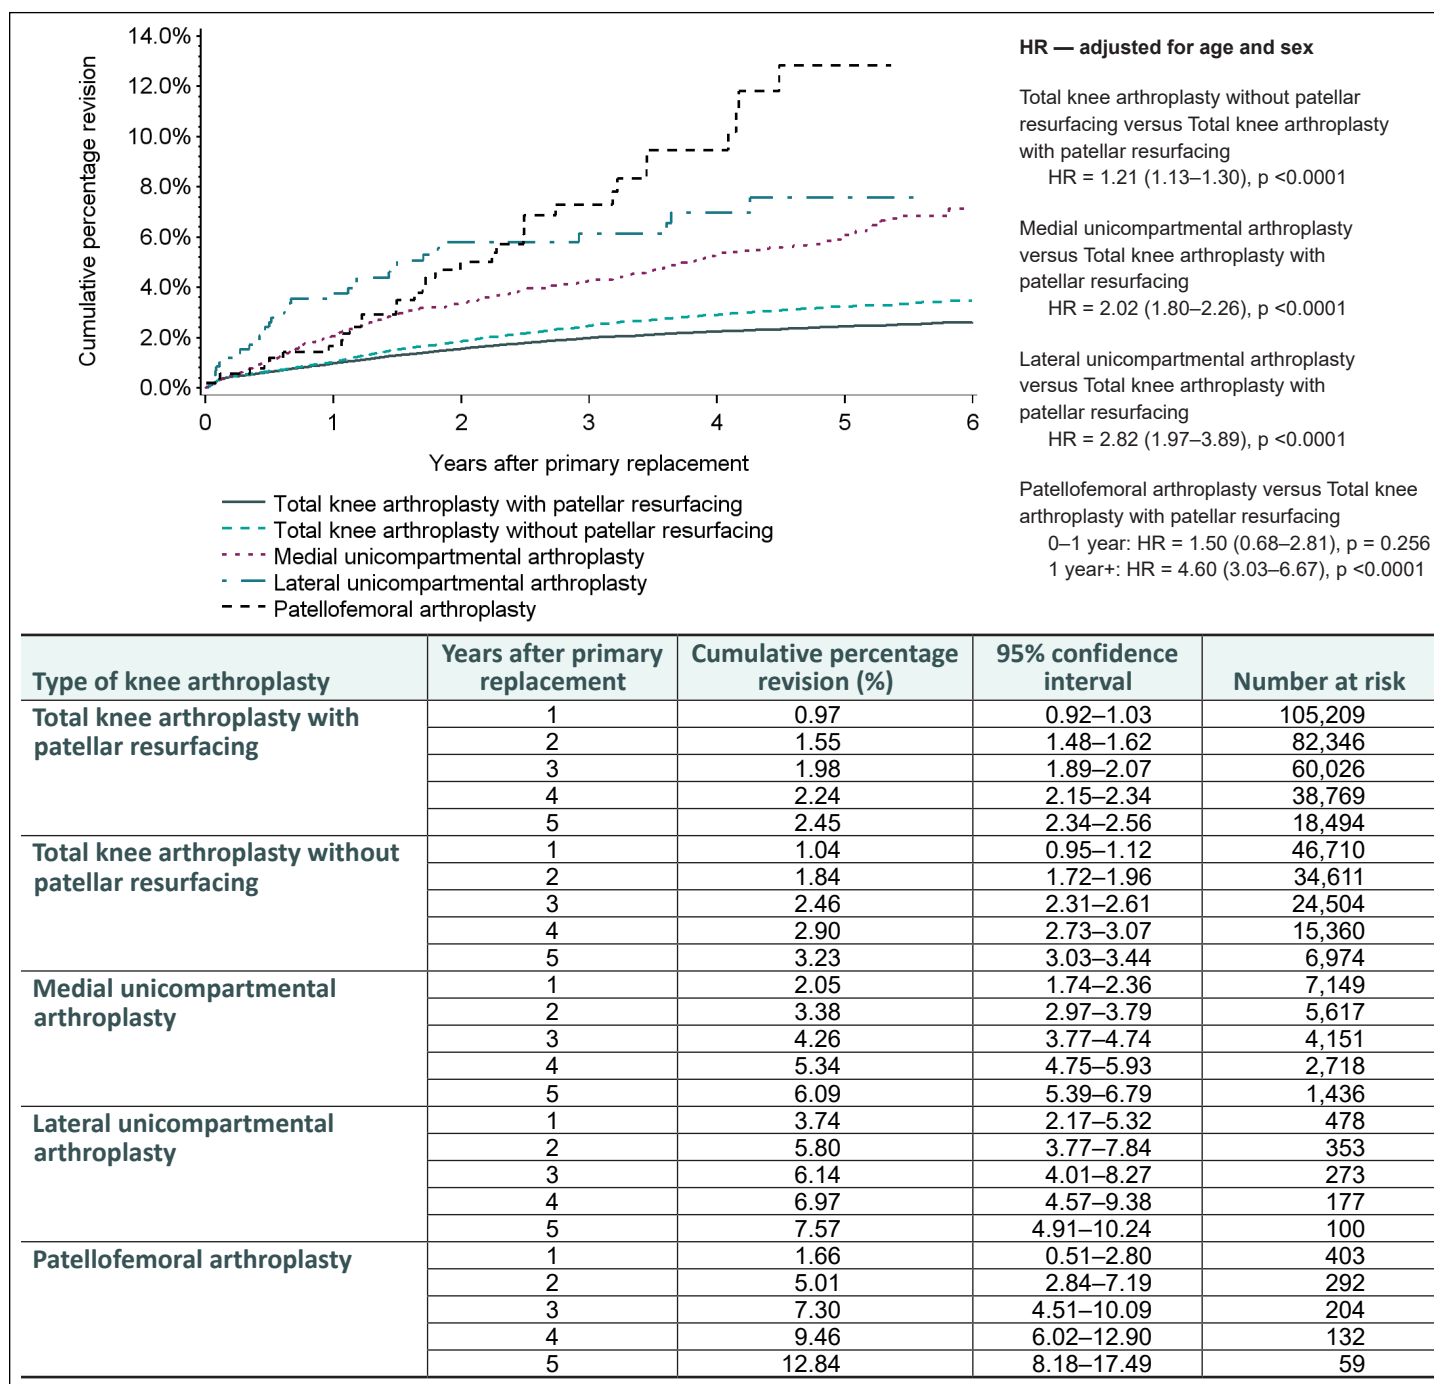 14.0%
12.0%
10.0%
8.0%
6.0%
4.0%
2.0%
0.0%
Cumulative percentage revision
0 1 2 3 4 5 6
Years after primary replacement
Total knee arthroplasty with patellar resurfacing
Total knee arthroplasty without patellar resurfacing
Medial unicompartmental arthroplasty
Lateral unicompartmental arthroplasty
Patellofemoral arthroplasty
HR — adjusted for age and sex
Total knee arthroplasty without patellar
resurfacing versus Total knee arthroplasty
with patellar resurfacing
HR = 1.21 (1.13–1.30), p <0.0001
Medial unicompartmental arthroplasty
versus Total knee arthroplasty with
patellar resurfacing
HR = 2.02 (1.80–2.26), p <0.0001
Lateral unicompartmental arthroplasty
versus Total knee arthroplasty with
patellar resurfacing
HR = 2.82 (1.97–3.89), p <0.0001
Patellofemoral arthroplasty versus Total knee
arthroplasty with patellar resurfacing
0–1 year: HR = 1.50 (0.68–2.81), p = 0.256
1 year+: HR = 4.60 (3.03–6.67), p <0.0001
Type of knee arthroplasty Years after primary replacement Cumulative percentage revision (%) 95% confidence interval Number at risk
Total knee arthroplasty with patellar resurfacing 1 0.97 0.92–1.03 105,209
2 1.55 1.48–1.62 82,346
3 1.98 1.89–2.07 60,026
4 2.24 2.15–2.34 38,769
5 2.45 2.34–2.56 18,494
Total knee arthroplasty without patellar resurfacing 1 1.04 0.95–1.12 46,710
2 1.84 1.72–1.96 34,611
3 2.46 2.31–2.61 24,504
4 2.90 2.73–3.07 15,360
5 3.23 3.03–3.44 6,974
Medial unicompartmental arthroplasty 1 2.05 1.74–2.36 7,149
2 3.38 2.97–3.79 5,617
3 4.26 3.77–4.74 4,151
4 5.34 4.75–5.93 2,718
5 6.09 5.39–6.79 1,436
Lateral unicompartmental arthroplasty 1 3.74 2.17–5.32 478
2 5.80 3.77–7.84 353
3 6.14 4.01–8.27 273
4 6.97 4.57–9.38 177
5 7.57 4.91–10.24 100
Patellofemoral arthroplasty 1 1.66 0.51–2.80 403
2 5.01 2.84–7.19 292
3 7.30 4.51–10.09 204
4 9.46 6.02–12.90 132
5 12.84 8.18–17.49 59